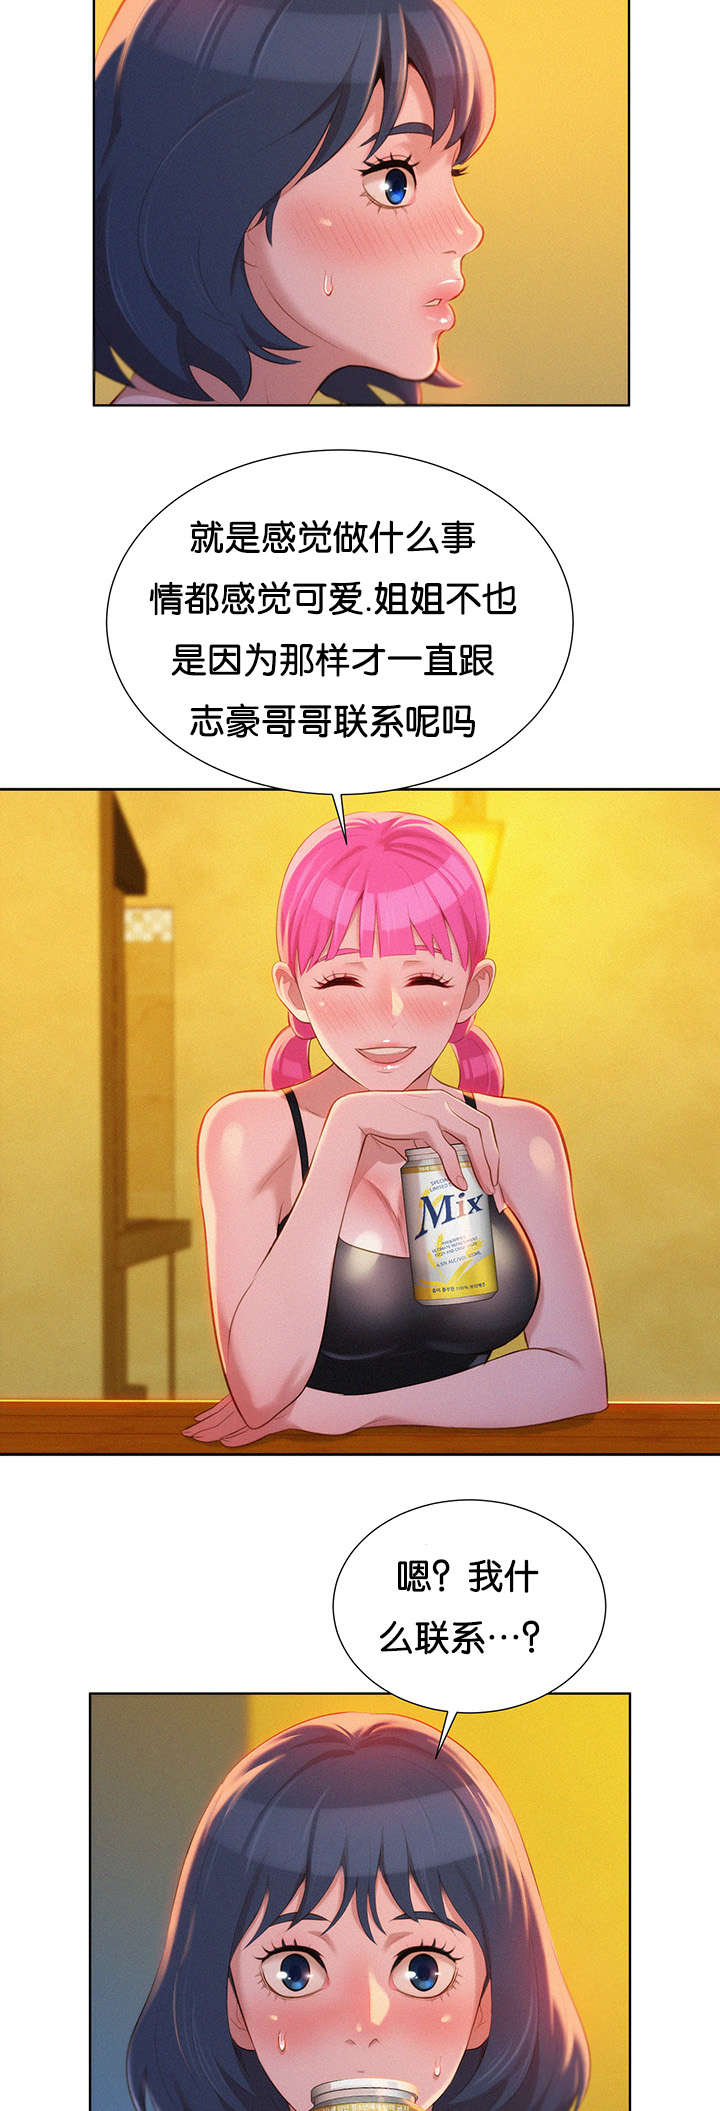 就是感觉做什么事
情都感觉可爱.姐姐不也
是因为那样才一直跟
志豪哥哥联系呢吗
Mix
嗯？我什
么联系…？